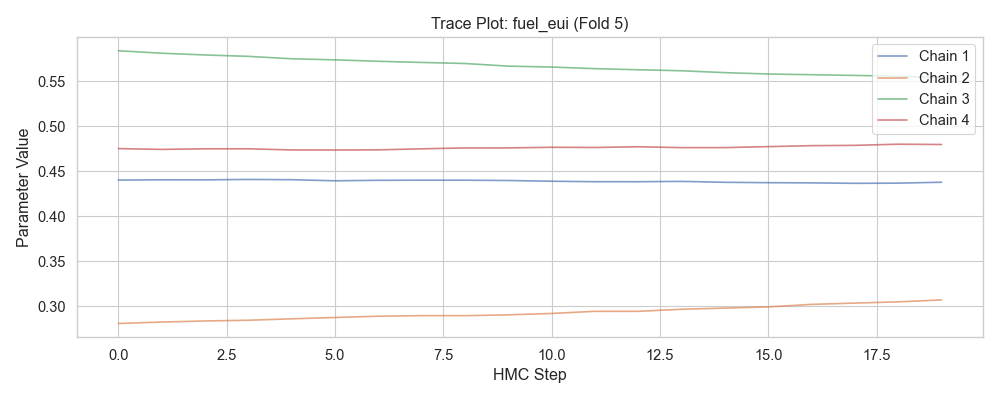 Trace Plot: fuel_eui (Fold 5)
Chain 1
Chain 2
Chain 3
Chain 4
Parameter Value
0.55
0.50
0.45
0.40
0.35
0.30
0.0 2.5 5.0 7.5 10.0 12.5 15.0 17.5
HMC Step